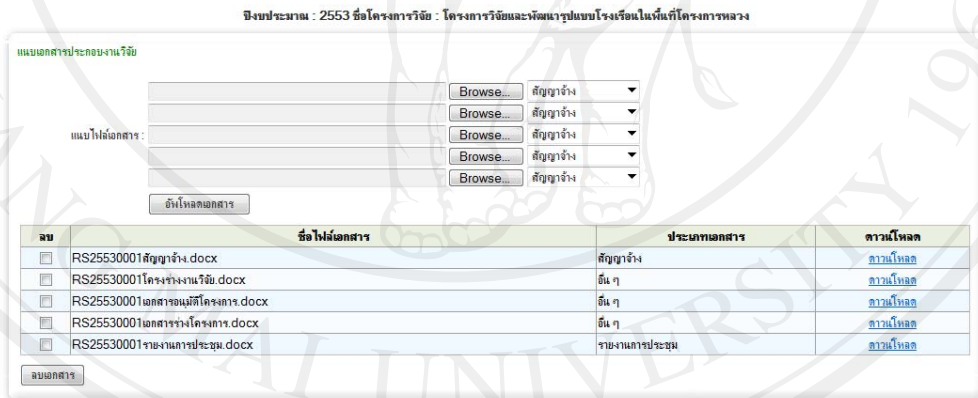 ปีงบประมาณ : 2553 ชื่อโครงการวิจัย : โครงการวิจัยและพัฒนารูปแบบโรงเรือนในพื้นที่โครงการหลวง
แนบเอกสารประกอบงานวิจัย
Browse... สัญญาจ้าง
Browse... สัญญาจ้าง
แนบไฟล์เอกสาร : Browse... สัญญาจ้าง
Browse... สัญญาจ้าง
Browse... สัญญาจ้าง
อัพโหลดเอกสาร
ลบ ชื่อไฟล์เอกสาร ประเภทเอกสาร ดาวน์โหลด
RS25530001สัญญาจ้าง.docx สัญญาจ้าง ดาวน์โหลด
RS25530001โครงร่างงานวิจัย.docx อื่น ๆ ดาวน์โหลด
RS25530001เอกสารอนุมัติโครงการ.docx อื่น ๆ ดาวน์โหลด
RS25530001เอกสารร่างโครงการ.docx อื่น ๆ ดาวน์โหลด
RS25530001รายงานการประชุม.docx รายงานการประชุม ดาวน์โหลด
ลบเอกสาร
MAI UNIVERSITY 196